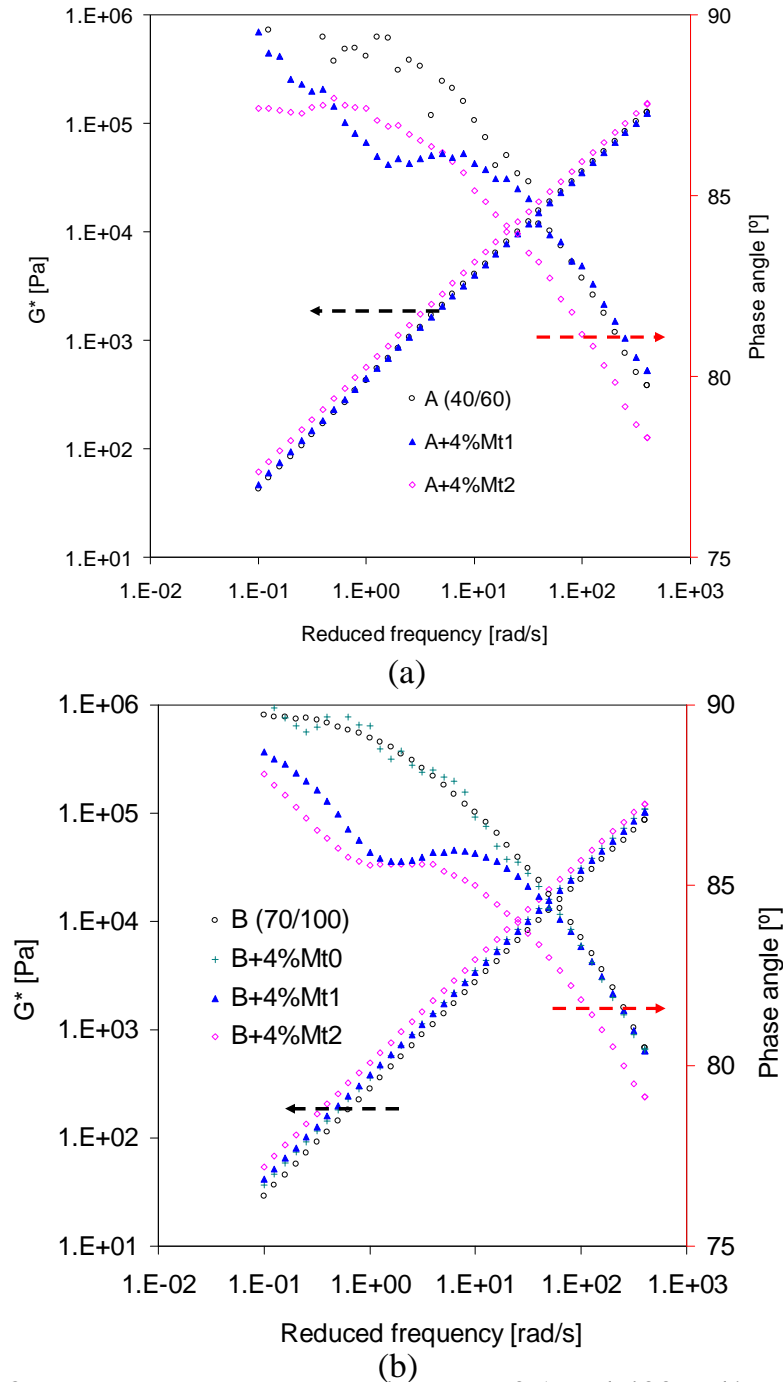 1.E+06
1.E+05
1.E+04
1.E+03
1.E+02
1.E+01
G* [Pa]
90
85
80
75
Phase angle [º]
A (40/60)
A+4%Mt1
A+4%Mt2
1.E-02 1.E-01 1.E+00 1.E+01 1.E+02 1.E+03
Reduced frequency [rad/s]
(a)
1.E+06
1.E+05
1.E+04
1.E+03
1.E+02
1.E+01
G* [Pa]
90
85
80
75
Phase angle [º]
B (70/100)
B+4%Mt0
B+4%Mt1
B+4%Mt2
1.E-02 1.E-01 1.E+00 1.E+01 1.E+02 1.E+03
Reduced frequency [rad/s]
(b)